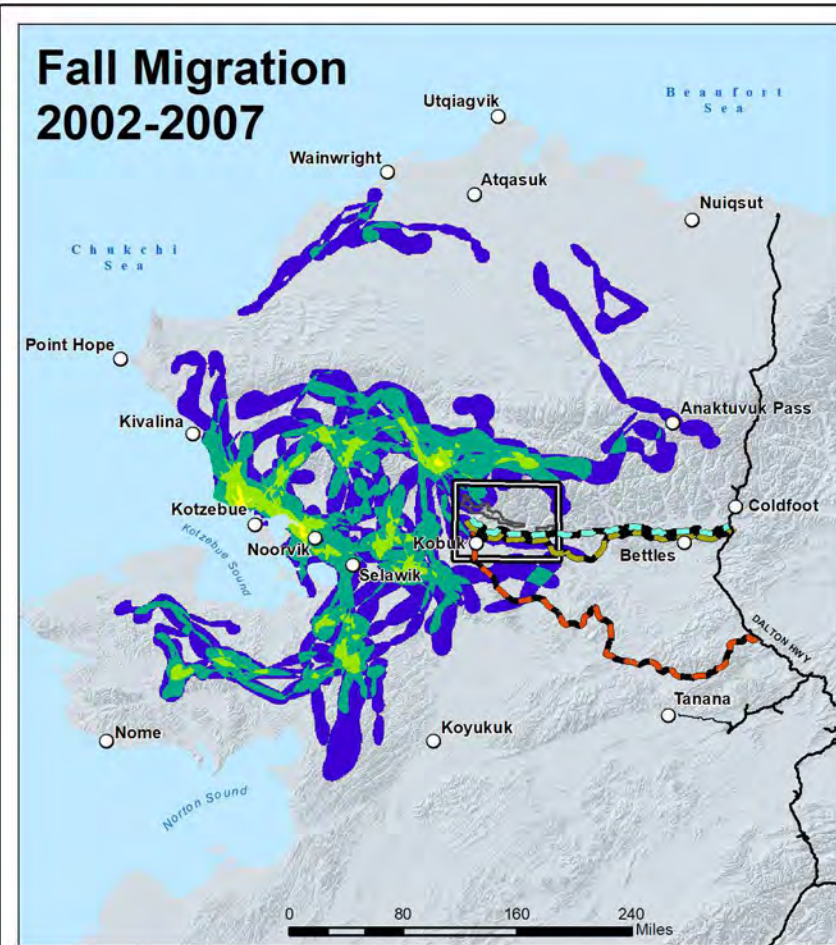 Fall Migration
2002-2007
Beaufort
Sea
Utqiagvik
Wainwright
Atqasuk
Nuiqsut
Chukchi
Sea
Point Hope
Kivalina
Anaktuvuk Pass
Kotzebue
Coldfoot
Kotzebue Sound
Noorvik
Kobuk
Bettles
Selawik
DALTON HWY
Tanana
Nome
Koyukuk
Norton Sound
0 80 160 240
Miles